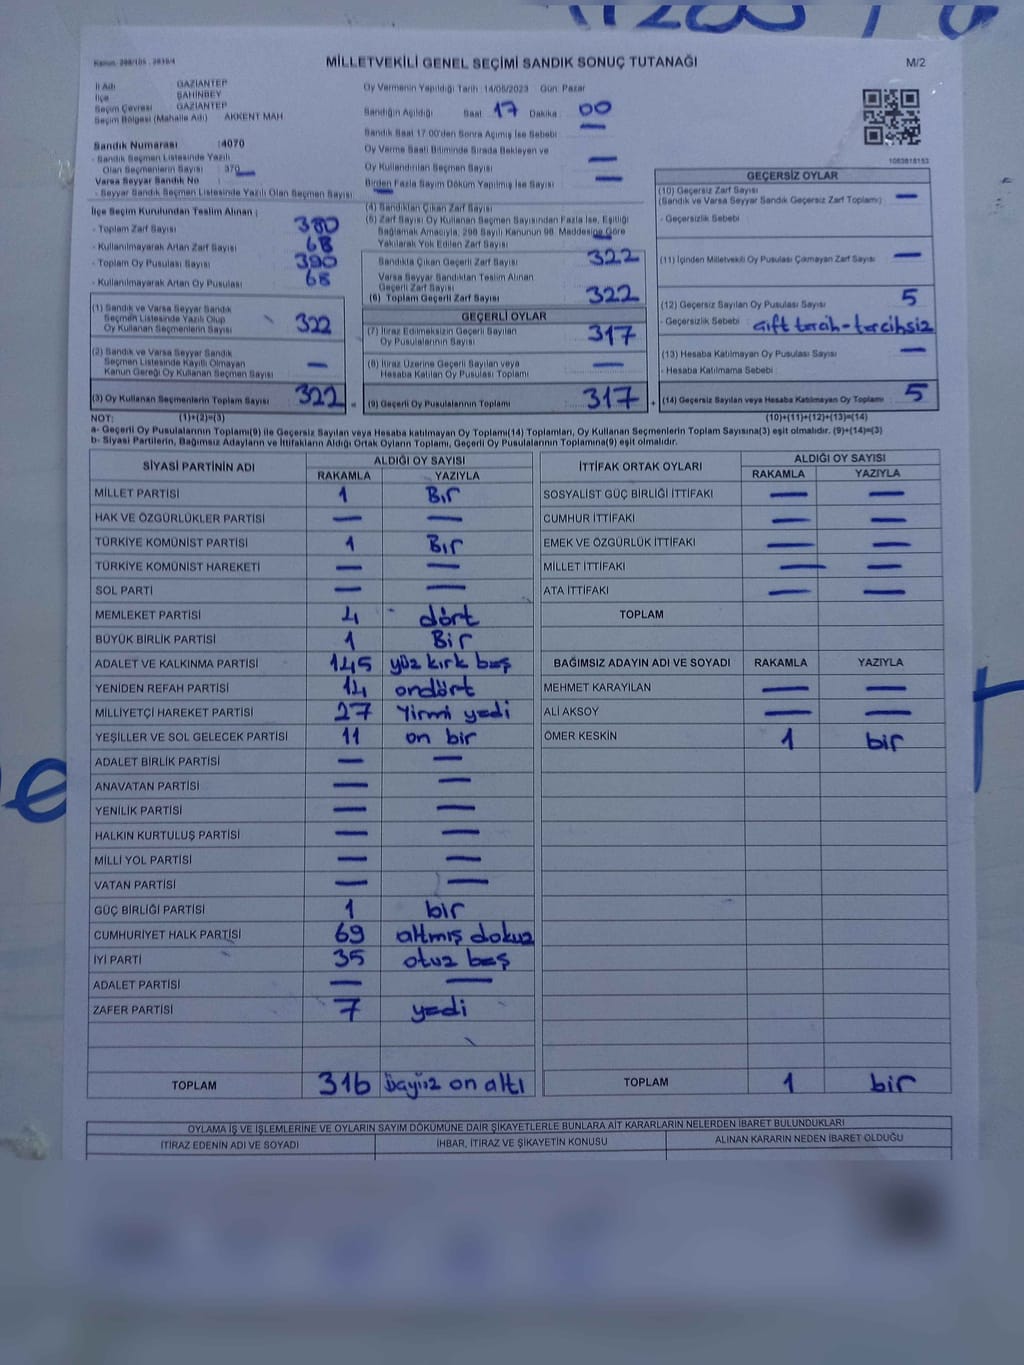 Kanun: 298/105 , 2839/4
MİLLETVEKİLİ GENEL SEÇİMİ SANDIK SONUÇ TUTANAĞI
M/2
İl Adı GAZİANTEP
İlçe ŞAHİNBEY
Seçim Çevresi GAZİANTEP
Seçim Bölgesi (Mahalle Adı) AKKENT MAH
Sandık Numarası :4070
- Sandık Seçmen Listesinde Yazılı
Olan Seçmenlerin Sayısı : 370
Varsa Seyyar Sandık No
- Seyyar Sandık Seçmen Listesinde Yazılı Olan Seçmen Sayısı: —
Oy Vermenin Yapıldığı Tarih :14/05/2023 Gün: Pazar
Sandığın Açıldığı Saat 17 Dakika : 00
Sandık Saat 17.00'den Sonra Açılmış İse Sebebi : —
Oy Verme Saati Bitiminde Sırada Bekleyen ve
Oy Kullandırılan Seçmen Sayısı —
Birden Fazla Sayım Döküm Yapılmış İse Sayısı : —
1083818153
İlçe Seçim Kurulundan Teslim Alınan ;
- Toplam Zarf Sayısı : 380
- Kullanılmayarak Artan Zarf Sayısı : 68
- Toplam Oy Pusulası Sayısı : 390
- Kullanılmayarak Artan Oy Pusulası 68
(1) Sandık ve Varsa Seyyar Sandık
Seçmen Listesinde Yazılı Olup
Oy Kullanan Seçmenlerin Sayısı 322
(2) Sandık ve Varsa Seyyar Sandık
Seçmen Listesinde Kayıtlı Olmayan
Kanun Gereği Oy Kullanan Seçmen Sayısı —
(3) Oy Kullanan Seçmenlerin Toplam Sayısı 322 =
(4) Sandıktan Çıkan Zarf Sayısı
(5) Zarf Sayısı Oy Kullanan Seçmen Sayısından Fazla İse, Eşitliği
Sağlamak Amacıyla, 298 Sayılı Kanunun 98. Maddesine Göre
Yakılarak Yok Edilen Zarf Sayısı : —
Sandıkta Çıkan Geçerli Zarf Sayısı : 322
Varsa Seyyar Sandıktan Teslim Alınan
Geçerli Zarf Sayısı
(6) Toplam Geçerli Zarf Sayısı 322
GEÇERLİ OYLAR
(7) İtiraz Edilmeksizin Geçerli Sayılan
Oy Pusulalarının Sayısı 317
(8) İtiraz Üzerine Geçerli Sayılan veya
Hesaba Katılan Oy Pusulası Toplamı —
(9) Geçerli Oy Pusulalarının Toplamı 317 +
GEÇERSİZ OYLAR
(10) Geçersiz Zarf Sayısı
(Sandık ve Varsa Seyyar Sandık Geçersiz Zarf Toplamı) —
- Geçersizlik Sebebi :
(11) İçinden Milletvekili Oy Pusulası Çıkmayan Zarf Sayısı —
(12) Geçersiz Sayılan Oy Pusulası Sayısı 5
- Geçersizlik Sebebi : çift tercih-tercihsiz
(13) Hesaba Katılmayan Oy Pusulası Sayısı —
- Hesaba Katılmama Sebebi :
(14) Geçersiz Sayılan veya Hesaba Katılmayan Oy Toplamı 5
NOT: (1)+(2)=(3) (10)+(11)+(12)+(13)=(14)
a- Geçerli Oy Pusulalarının Toplamı(9) ile Geçersiz Sayılan veya Hesaba katılmayan Oy Toplamı(14) Toplamları, Oy Kullanan Seçmenlerin Toplam Sayısına(3) eşit olmalıdır. (9)+(14)=(3)
b- Siyasi Partilerin, Bağımsız Adayların ve İttifakların Aldığı Ortak Oyların Toplamı, Geçerli Oy Pusulalarının Toplamına(9) eşit olmalıdır.
SİYASİ PARTİNİN ADI ALDIĞI OY SAYISI
RAKAMLA YAZIYLA
MİLLET PARTİSİ 1 Bir
HAK VE ÖZGÜRLÜKLER PARTİSİ — —
TÜRKİYE KOMÜNİST PARTİSİ 1 Bir
TÜRKİYE KOMÜNİST HAREKETİ — —
SOL PARTİ — —
MEMLEKET PARTİSİ 4 dört
BÜYÜK BİRLİK PARTİSİ 1 Bir
ADALET VE KALKINMA PARTİSİ 145 yüz kırk beş
YENİDEN REFAH PARTİSİ 14 ondört
MİLLİYETÇİ HAREKET PARTİSİ 27 Yirmi yedi
YEŞİLLER VE SOL GELECEK PARTİSİ 11 on bir
ADALET BİRLİK PARTİSİ — —
ANAVATAN PARTİSİ — —
YENİLİK PARTİSİ — —
HALKIN KURTULUŞ PARTİSİ — —
MİLLİ YOL PARTİSİ — —
VATAN PARTİSİ — —
GÜÇ BİRLİĞİ PARTİSİ 1 bir
CUMHURİYET HALK PARTİSİ 69 altmış dokuz
İYİ PARTİ 35 otuz beş
ADALET PARTİSİ — —
ZAFER PARTİSİ 7 yedi
TOPLAM 316 üçyüz on altı
İTTİFAK ORTAK OYLARI ALDIĞI OY SAYISI
RAKAMLA YAZIYLA
SOSYALİST GÜÇ BİRLİĞİ İTTİFAKI — —
CUMHUR İTTİFAKI — —
EMEK VE ÖZGÜRLÜK İTTİFAKI — —
MİLLET İTTİFAKI — —
ATA İTTİFAKI — —
TOPLAM
BAĞIMSIZ ADAYIN ADI VE SOYADI RAKAMLA YAZIYLA
MEHMET KARAYILAN — —
ALİ AKSOY — —
ÖMER KESKİN 1 bir
TOPLAM 1 bir
OYLAMA İŞ VE İŞLEMLERİNE VE OYLARIN SAYIM DÖKÜMÜNE DAİR ŞİKAYETLERLE BUNLARA AİT KARARLARIN NELERDEN İBARET BULUNDUKLARI
İTİRAZ EDENİN ADI VE SOYADI İHBAR, İTİRAZ VE ŞİKAYETİN KONUSU ALINAN KARARIN NEDEN İBARET OLDUĞU